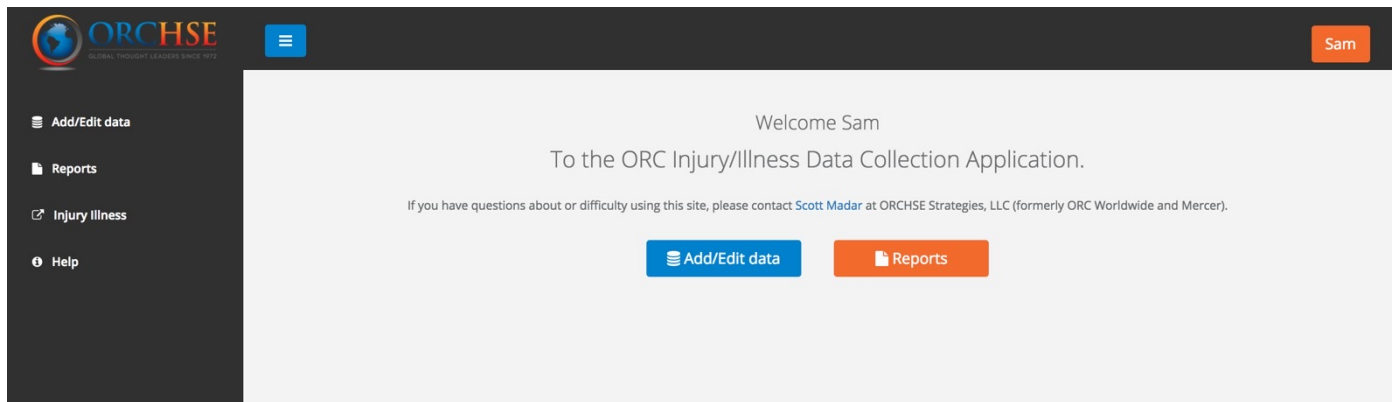 ORCHSE
GLOBAL THOUGHT LEADERS SINCE 1972
Sam
Add/Edit data
Reports
Injury Illness
Help
Welcome Sam
To the ORC Injury/Illness Data Collection Application.
If you have questions about or difficulty using this site, please contact Scott Madar at ORCHSE Strategies, LLC (formerly ORC Worldwide and Mercer).
Add/Edit data
Reports